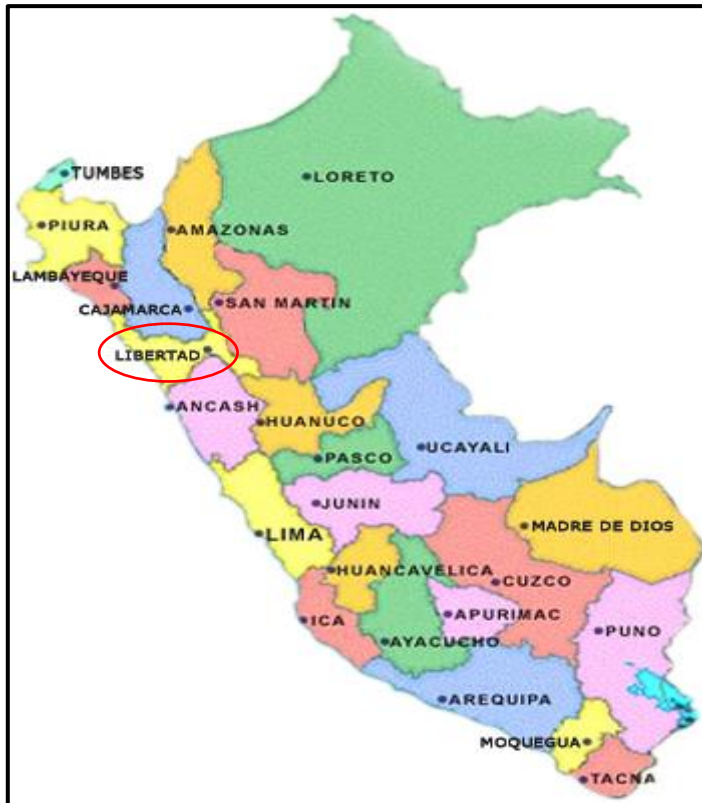 TUMBES
LORETO
PIURA
AMAZONAS
LAMBAYEQUE
CAJAMARCA
SAN MARTIN
LIBERTAD
ANCASH
HUANUCO
UCAYALI
PASCO
JUNIN
MADRE DE DIOS
LIMA
HUANCAVELICA
CUZCO
ICA
APURIMAC
AYACUCHO
PUNO
AREQUIPA
MOQUEGUA
TACNA